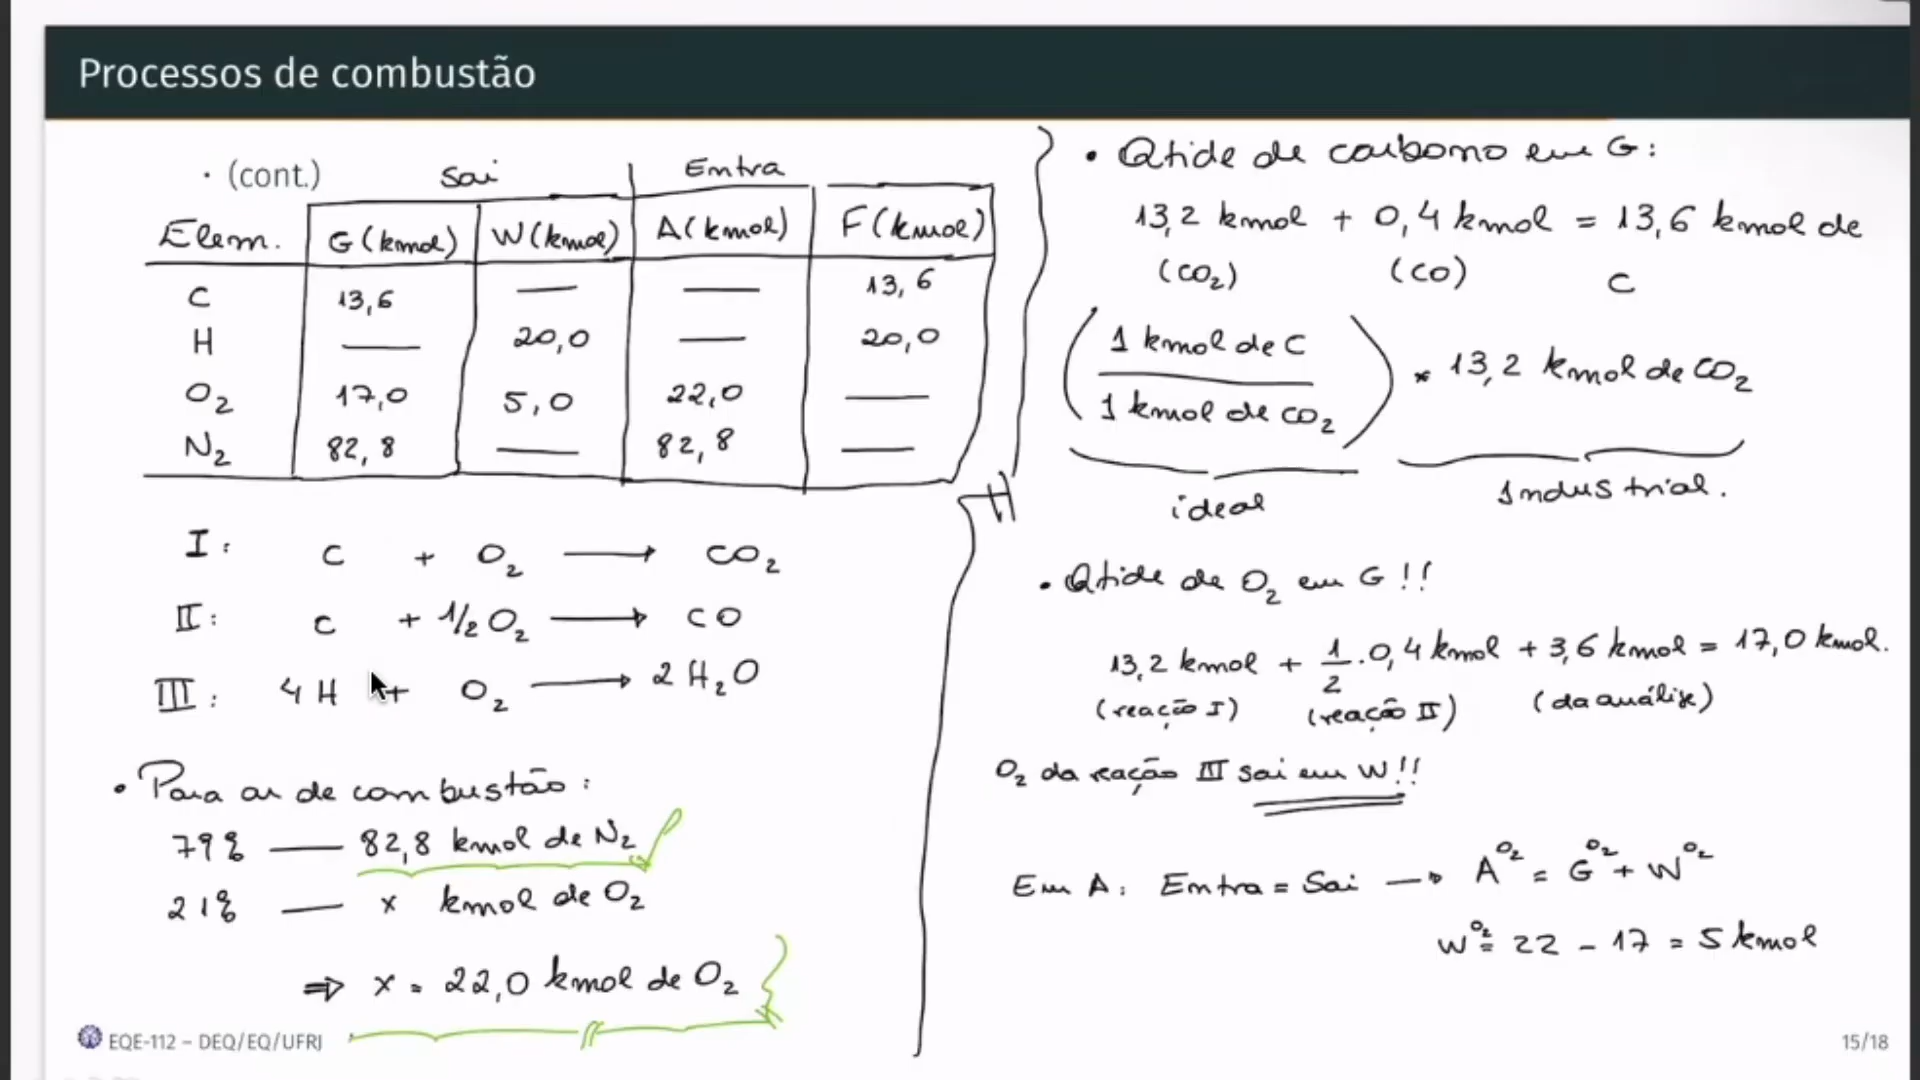 Processos de combustão
• (cont.)
Sai | Entra
Elem. G(kmol) W(kmol) A(kmol) F(kmol)
C 13,6 — — 13,6
H — 20,0 — 20,0
O₂ 17,0 5,0 22,0 —
N₂ 82,8 — 82,8 —
I: C + O₂ → CO₂
II: C + 1/2 O₂ → CO
III: 4H + O₂ → 2H₂O
• Para ar de combustão:
79% — 82,8 kmol de N₂
21% — x kmol de O₂
⇒ x = 22,0 kmol de O₂
• Qtide de carbono em G:
13,2 kmol + 0,4 kmol = 13,6 kmol de
(CO₂) (CO) C
(1 kmol de C / 1 kmol de CO₂) * 13,2 kmol de CO₂
ideal Industrial.
• Qtide de O₂ em G!!
13,2 kmol + 1/2 . 0,4 kmol + 3,6 kmol = 17,0 kmol.
(reação I) (reação II) (da análise)
O₂ da reação III sai em W!!
Em A: Entra = Sai → A^O₂ = G^O₂ + W^O₂
W^O₂ = 22 - 17 = 5 kmol
EQE-112 – DEQ/EQ/UFRJ
15/18